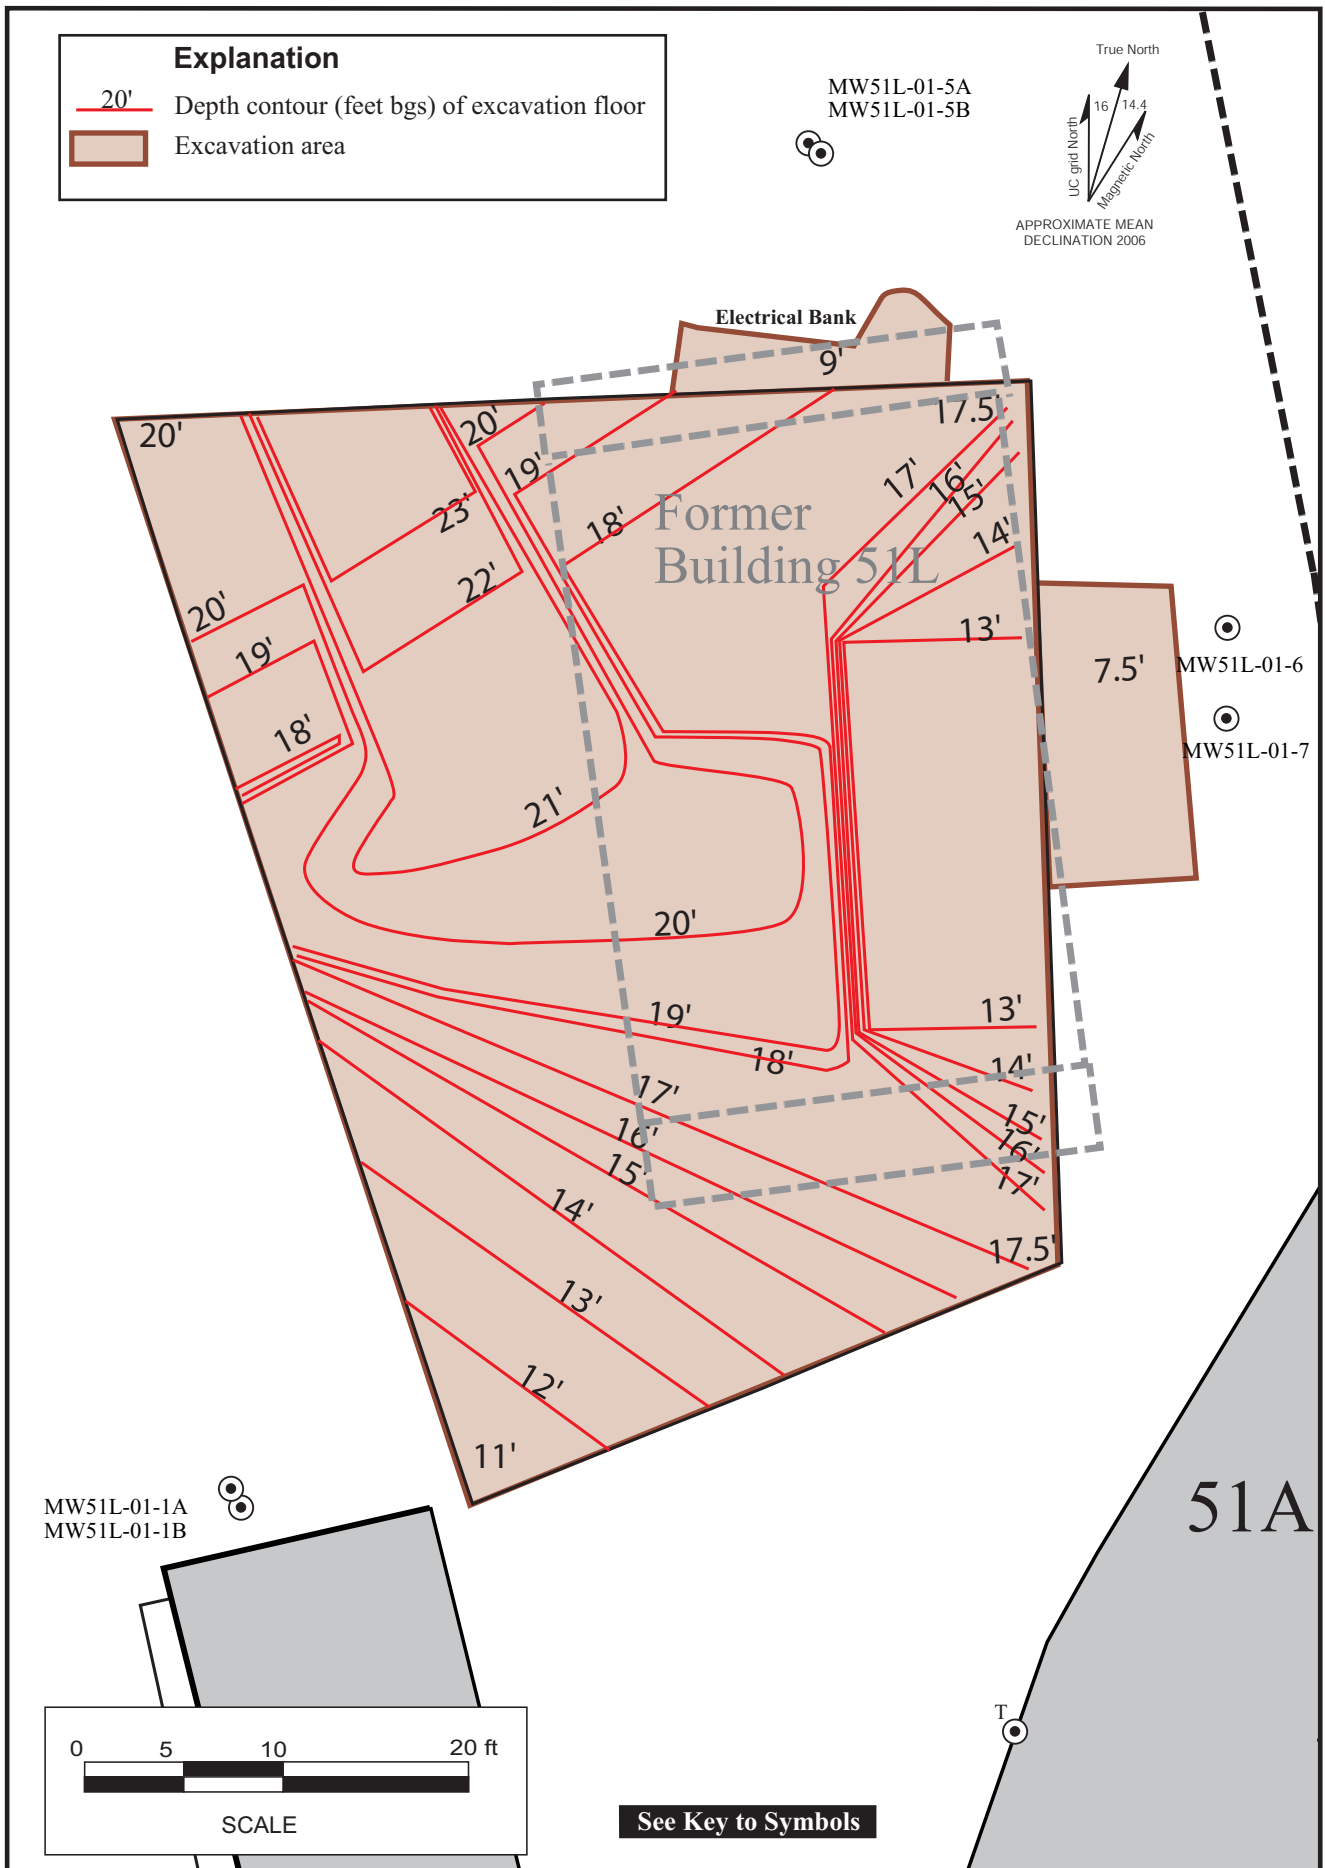 Explanation
20'
Depth contour (feet bgs) of excavation floor
Excavation area
MW51L-01-5A
MW51L-01-5B
True North
16
14.4
UC grid North
Magnetic North
APPROXIMATE MEAN
DECLINATION 2006
Electrical Bank
9'
20'
20'
17.5'
19'
17'
16'
15'
23'
18'
14'
Former
Building 51L
22'
20'
13'
19'
7.5'
MW51L-01-6
18'
MW51L-01-7
21'
20'
19'
13'
18'
14'
17'
15'
16'
16'
15'
17'
14'
17.5'
13'
12'
11'
MW51L-01-1A
MW51L-01-1B
51A
T
0
5
10
20 ft
SCALE
See Key to Symbols